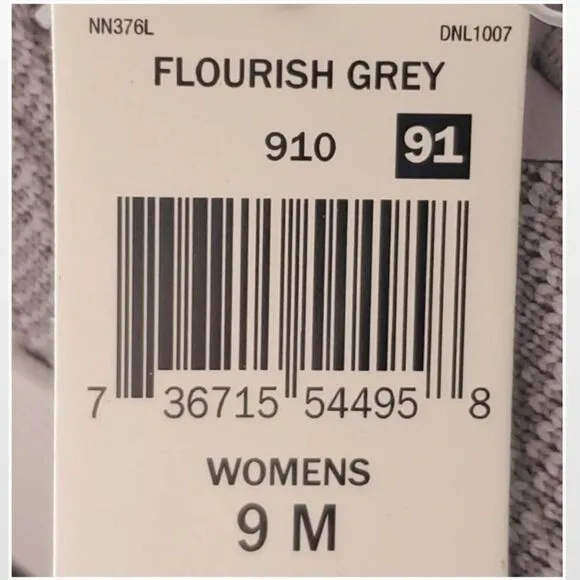 NN376L DNL1007
FLOURISH GREY
910 91
7 36715 54495 8
WOMENS
9 M